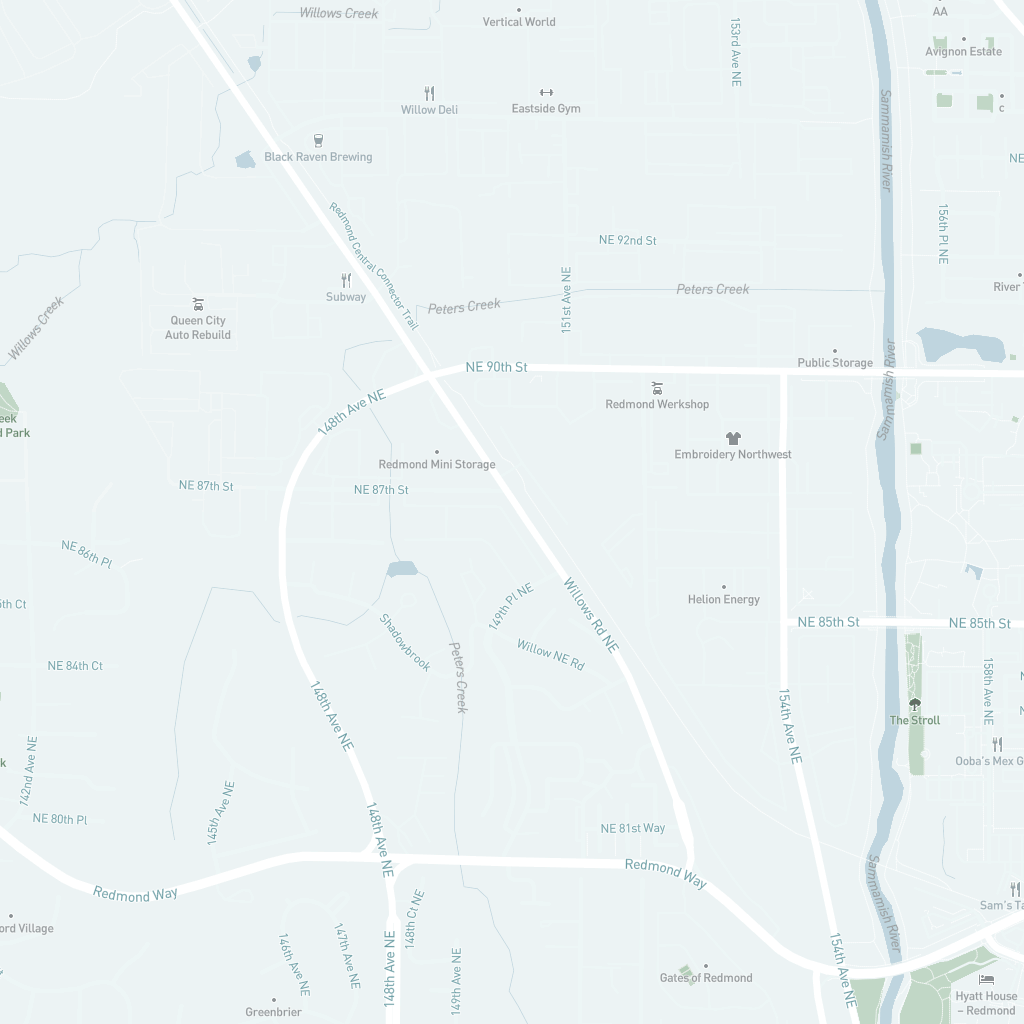 Willows Creek
Vertical World
153rd Ave NE
AA
Avignon Estate
Willow Deli
Eastside Gym
c
Sammamish River
Black Raven Brewing
NE
Redmond Central Connector Trail
NE 92nd St
156th Pl NE
Subway
Peters Creek
Peters Creek
151st Ave NE
River
Queen City
Auto Rebuild
Willows Creek
NE 90th St
Public Storage
Sammamish River
148th Ave NE
Redmond Werkshop
eek
d Park
Redmond Mini Storage
Embroidery Northwest
NE 87th St
NE 87th St
NE 86th Pl
5th Ct
149th Pl NE
Willows Rd NE
Helion Energy
NE 85th St
NE 85th St
Shadowbrook
Willow NE Rd
NE 84th Ct
Peters Creek
158th Ave NE
148th Ave NE
154th Ave NE
The Stroll
142nd Ave NE
k
Ooba's Mex G
145th Ave NE
NE 80th Pl
148th Ave NE
NE 81st Way
Redmond Way
Redmond Way
Sammamish River
Sam's Ta
ord Village
148th Ct NE
146th Ave NE
147th Ave NE
148th Ave NE
149th Ave NE
154th Ave NE
Gates of Redmond
Greenbrier
Hyatt House
– Redmond